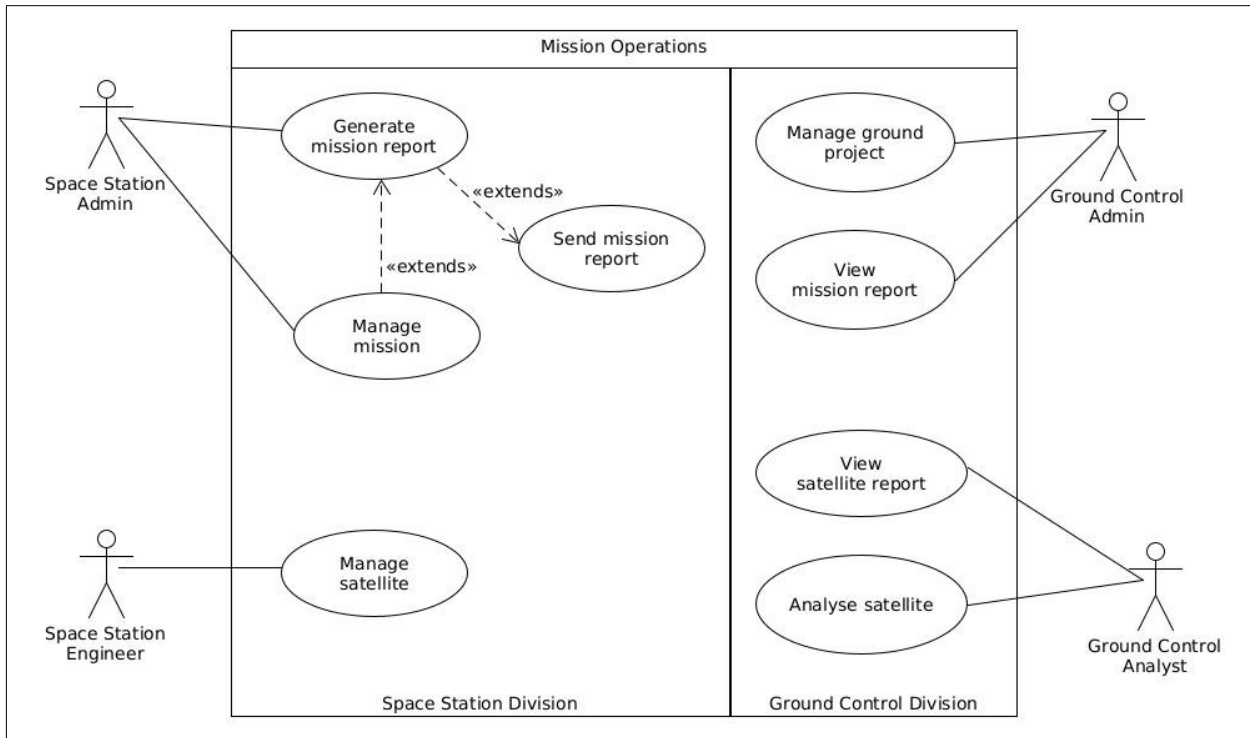 Mission Operations
Space Station
Admin
Generate
mission report
«extends»
Send mission
report
«extends»
Manage
mission
Space Station
Engineer
Manage
satellite
Space Station Division
Manage ground
project
Ground Control
Admin
View
mission report
View
satellite report
Analyse satellite
Ground Control
Analyst
Ground Control Division